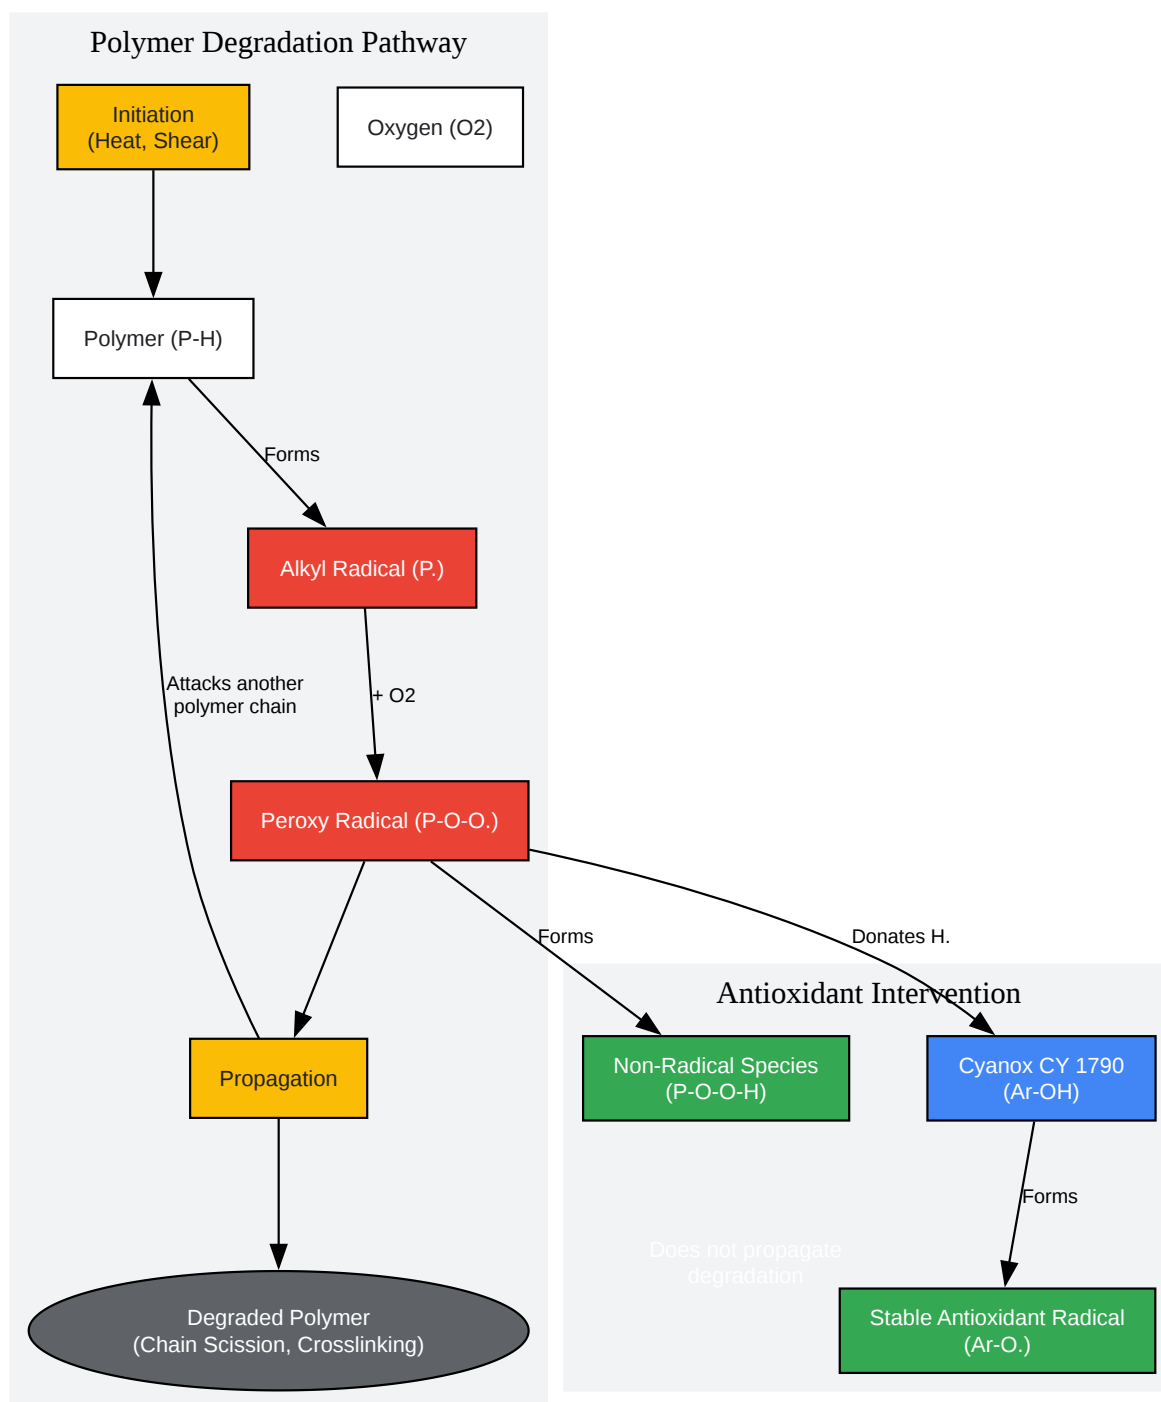 Polymer Degradation Pathway
Initiation
(Heat, Shear)
Oxygen (O2)
Polymer (P-H)
Forms
Alkyl Radical (P.)
Attacks another
polymer chain
+ O2
Peroxy Radical (P-O-O.)
Forms
Donates H.
Antioxidant Intervention
Propagation
Non-Radical Species
(P-O-O-H)
Cyanox CY 1790
(Ar-OH)
Forms
Does not propagate
degradation
Degraded Polymer
(Chain Scission, Crosslinking)
Stable Antioxidant Radical
(Ar-O.)